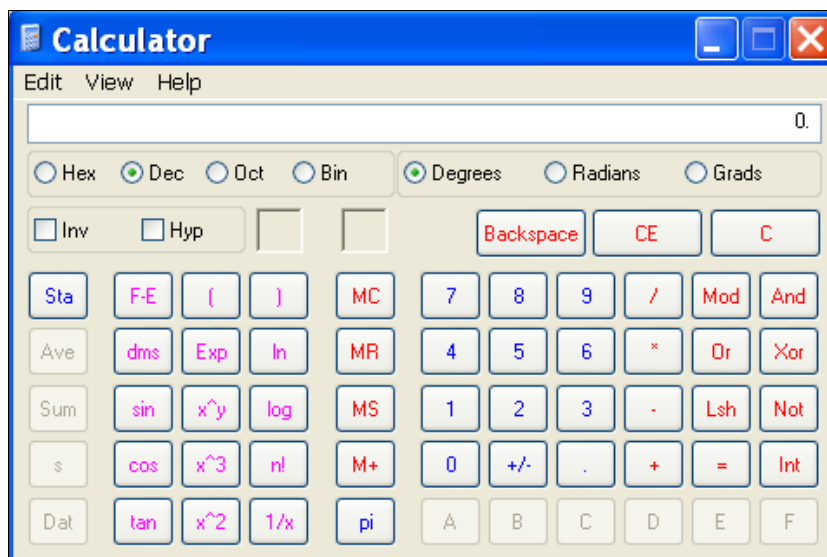 Calculator
Edit View Help
0.
Hex Dec Oct Bin Degrees Radians Grads
Inv Hyp Backspace CE C
Sta F-E ( ) MC 7 8 9 / Mod And
Ave dms Exp ln MR 4 5 6 * Or Xor
Sum sin x^y log MS 1 2 3 - Lsh Not
s cos x^3 n! M+ 0 +/- . + = Int
Dat tan x^2 1/x pi A B C D E F